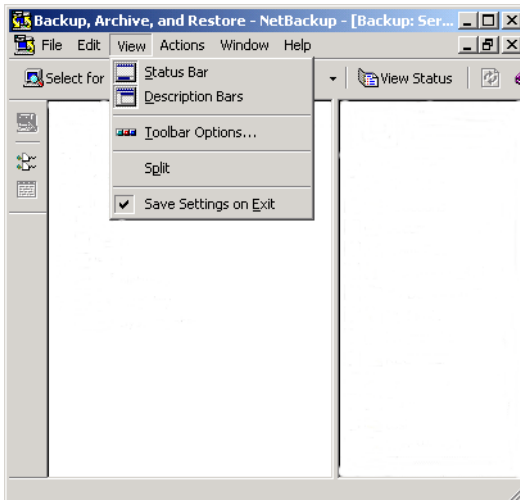 Backup, Archive, and Restore - NetBackup - [Backup: Ser...
File Edit View Actions Window Help
Select for
View Status
Status Bar
Description Bars
Toolbar Options...
Split
Save Settings on Exit